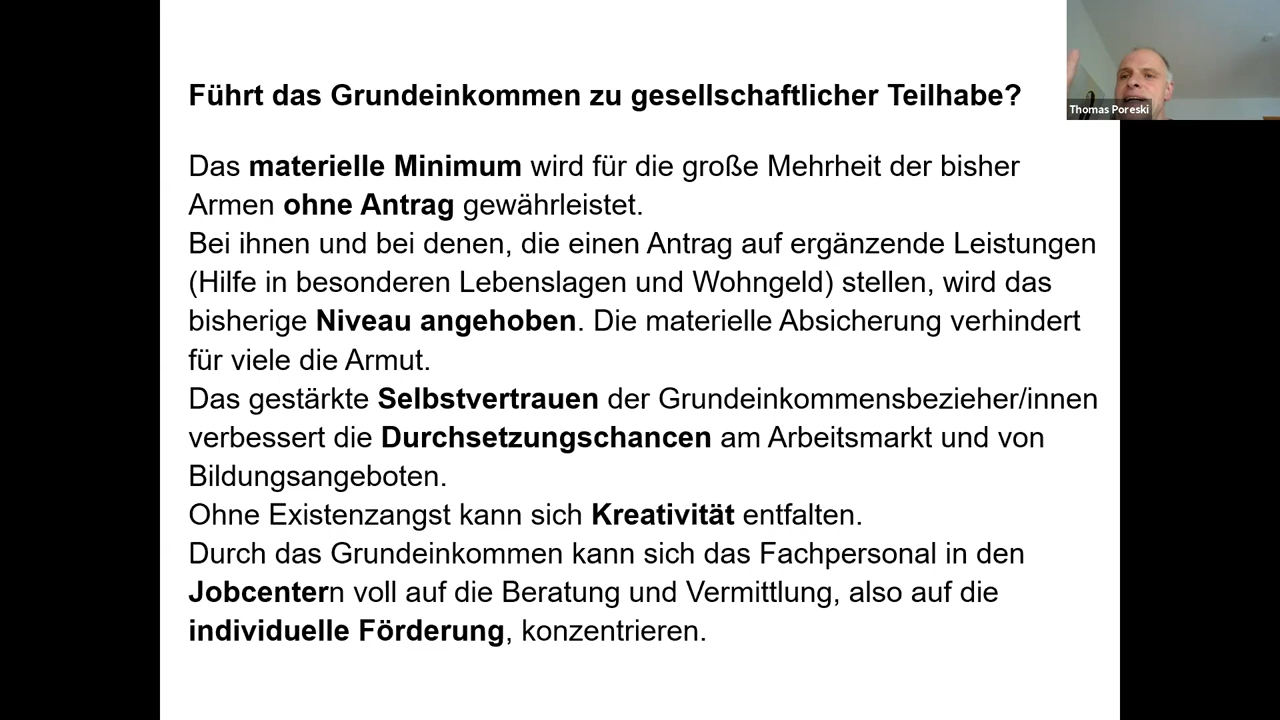 Führt das Grundeinkommen zu gesellschaftlicher Teilhabe?
Thomas Poreski
Das materielle Minimum wird für die große Mehrheit der bisher
Armen ohne Antrag gewährleistet.
Bei ihnen und bei denen, die einen Antrag auf ergänzende Leistungen
(Hilfe in besonderen Lebenslagen und Wohngeld) stellen, wird das
bisherige Niveau angehoben. Die materielle Absicherung verhindert
für viele die Armut.
Das gestärkte Selbstvertrauen der Grundeinkommensbezieher/innen
verbessert die Durchsetzungschancen am Arbeitsmarkt und von
Bildungsangeboten.
Ohne Existenzangst kann sich Kreativität entfalten.
Durch das Grundeinkommen kann sich das Fachpersonal in den
Jobcentern voll auf die Beratung und Vermittlung, also auf die
individuelle Förderung, konzentrieren.